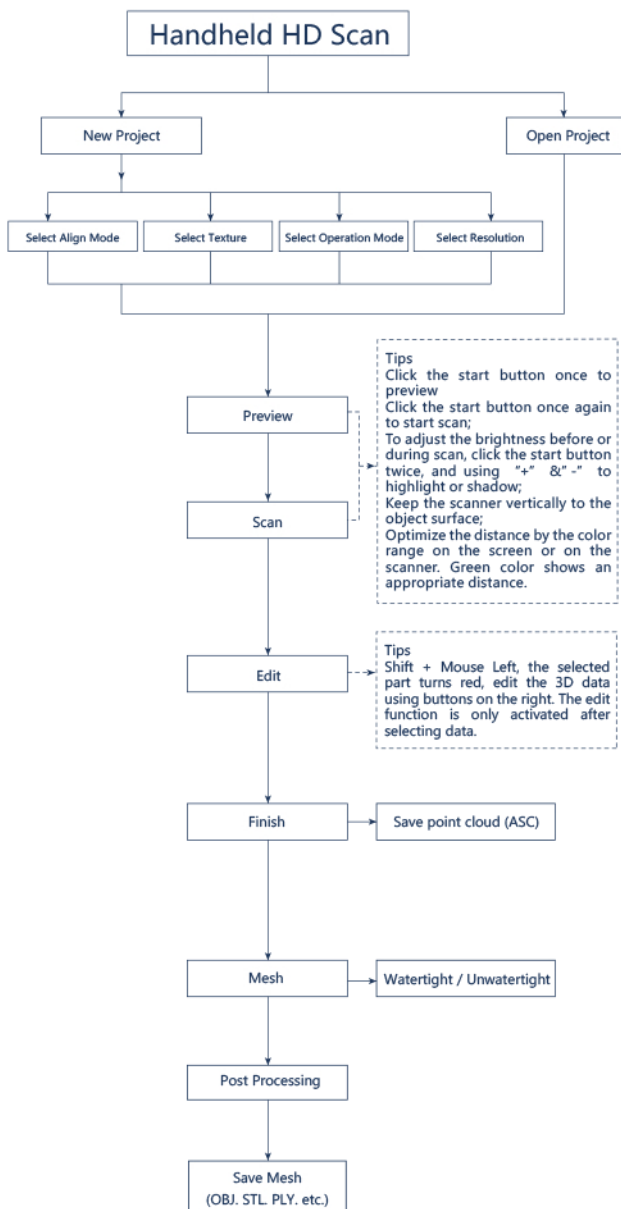 Handheld HD Scan
New Project
Open Project
Select Align Mode
Select Texture
Select Operation Mode
Select Resolution
Preview
Scan
Tips
Click the start button once to
preview
Click the start button once again
to start scan;
To adjust the brightness before or
during scan, click the start button
twice, and using "+" &"-" to
highlight or shadow;
Keep the scanner vertically to the
object surface;
Optimize the distance by the color
range on the screen or on the
scanner. Green color shows an
appropriate distance.
Edit
Tips
Shift + Mouse Left, the selected
part turns red, edit the 3D data
using buttons on the right. The edit
function is only activated after
selecting data.
Finish
Save point cloud (ASC)
Mesh
Watertight / Unwatertight
Post Processing
Save Mesh
(OBJ. STL. PLY. etc.)